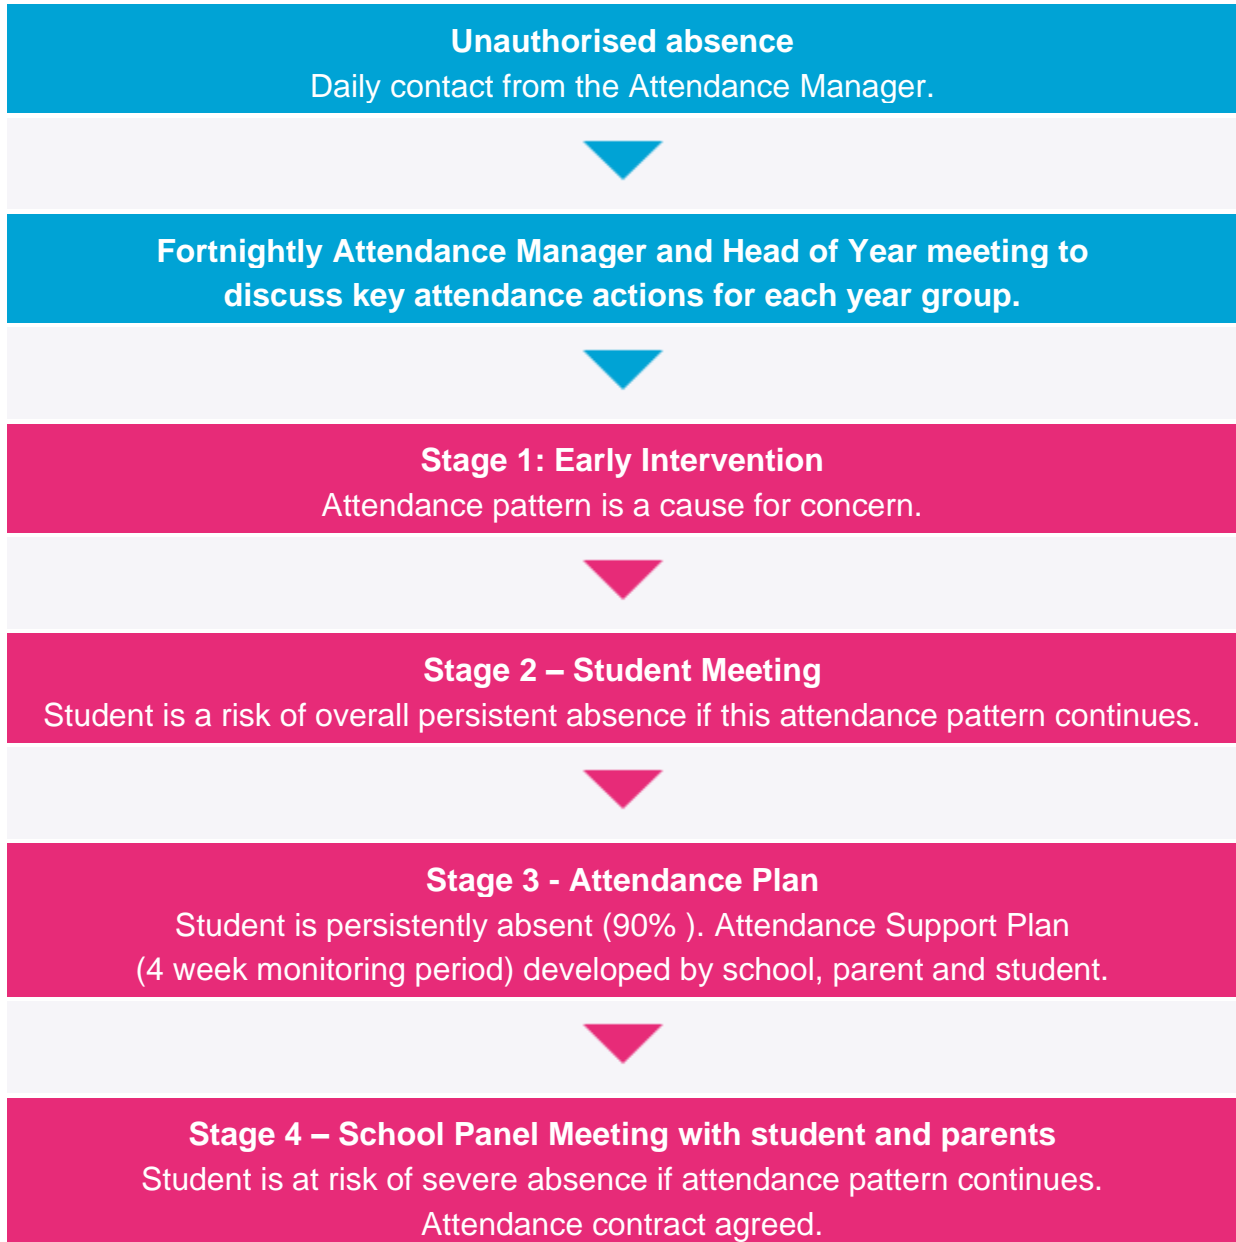 Unauthorised absence
Daily contact from the Attendance Manager.
Fortnightly Attendance Manager and Head of Year meeting to
discuss key attendance actions for each year group.
Stage 1: Early Intervention
Attendance pattern is a cause for concern.
Stage 2 – Student Meeting
Student is a risk of overall persistent absence if this attendance pattern continues.
Stage 3 - Attendance Plan
Student is persistently absent (90% ). Attendance Support Plan
(4 week monitoring period) developed by school, parent and student.
Stage 4 – School Panel Meeting with student and parents
Student is at risk of severe absence if attendance pattern continues.
Attendance contract agreed.